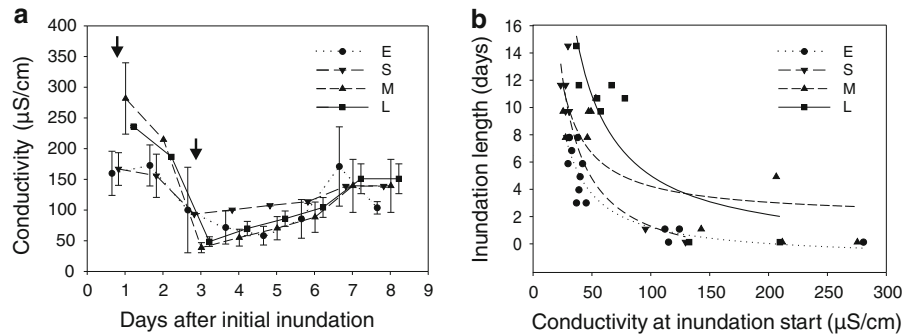 a
Conductivity (µS/cm)
400
350
300
250
200
150
100
50
0
E
S
M
L
0 1 2 3 4 5 6 7 8 9
Days after initial inundation
b
Inundation length (days)
16
14
12
10
8
6
4
2
0
E
S
M
L
0 50 100 150 200 250 300
Conductivity at inundation start (µS/cm)